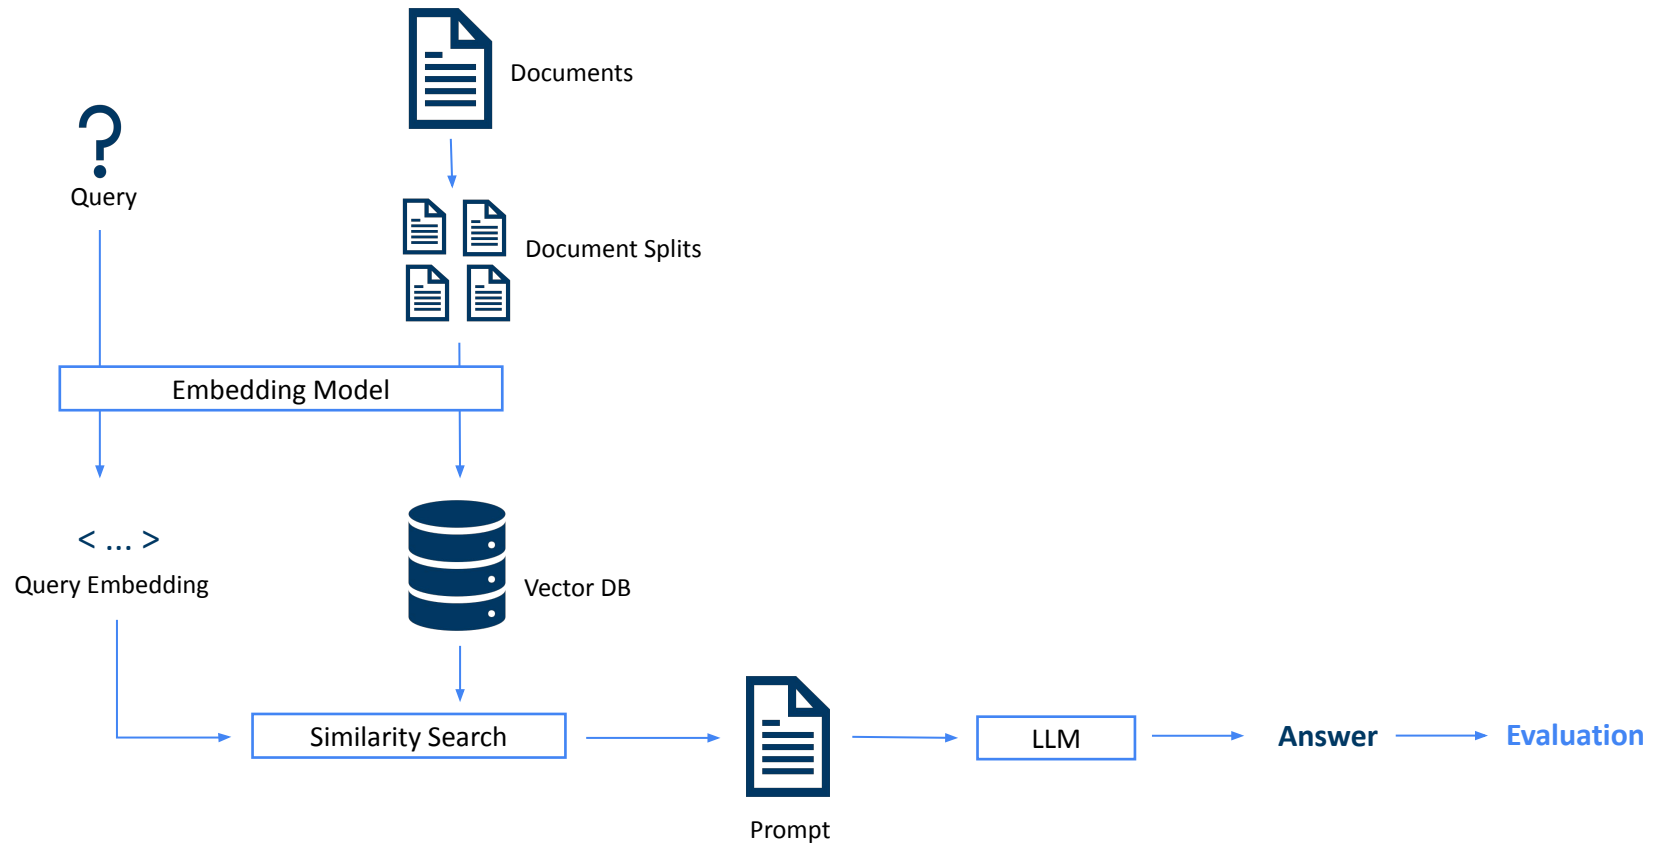 Documents
Query
Document Splits
Embedding Model
< ... >
Query Embedding
Vector DB
Similarity Search
LLM
Answer
Evaluation
Prompt